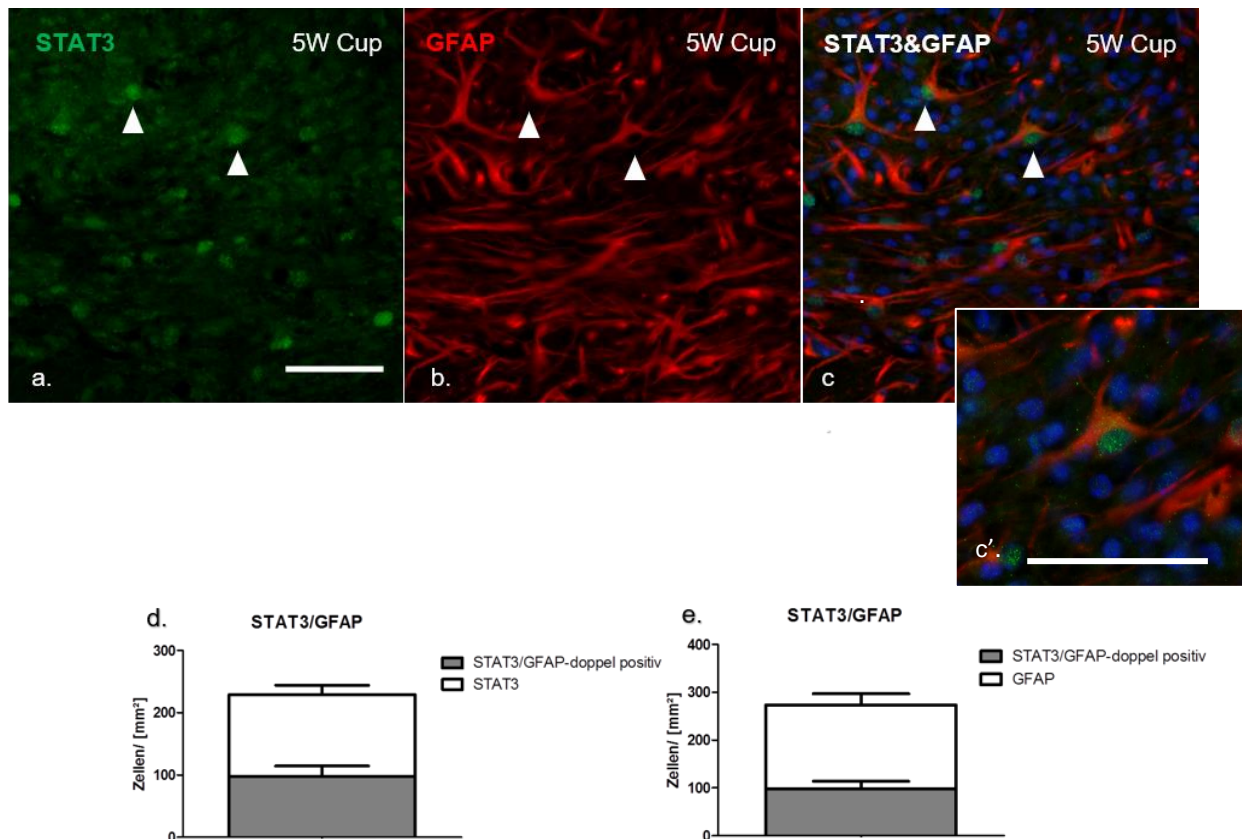 STAT3
5W Cup
a.
GFAP
5W Cup
b.
STAT3&GFAP
5W Cup
c
c'.
d.
STAT3/GFAP
Zellen/ [mm²]
300
200
100
0
STAT3/GFAP-doppel positiv
STAT3
e.
STAT3/GFAP
Zellen/ [mm²]
400
300
200
100
0
STAT3/GFAP-doppel positiv
GFAP